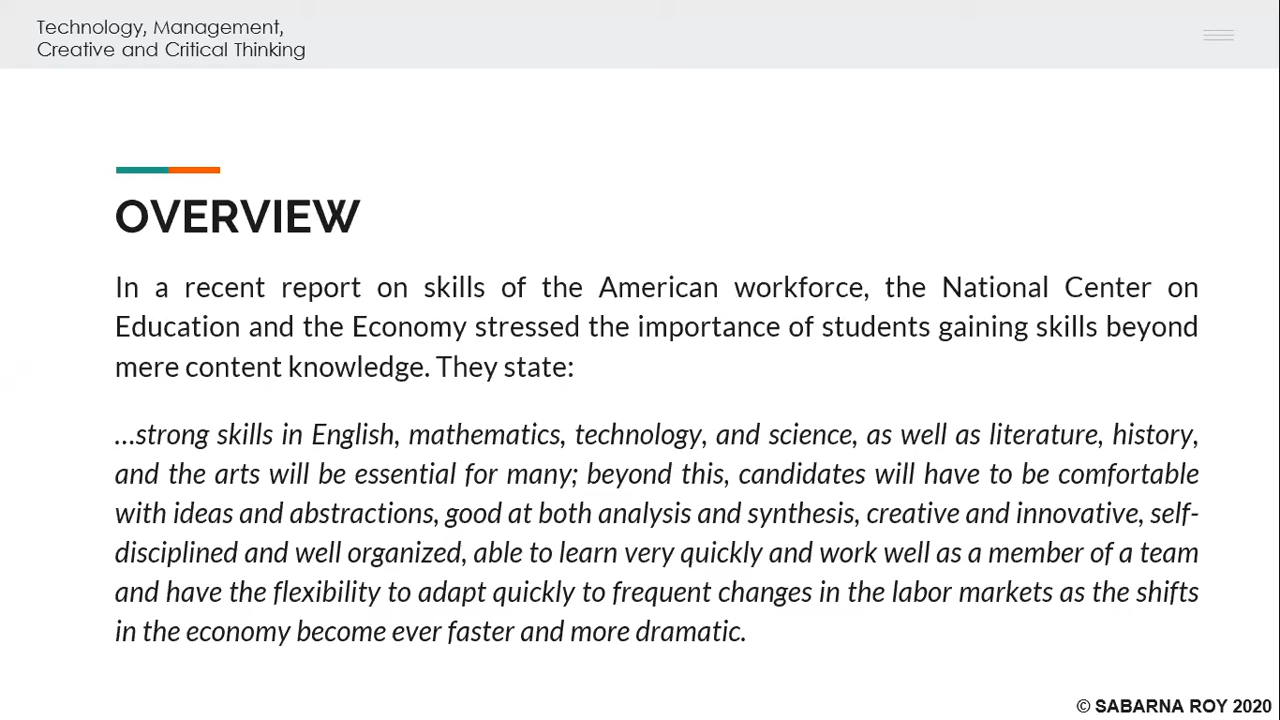 Technology, Management,
Creative and Critical Thinking
OVERVIEW
In a recent report on skills of the American workforce, the National Center on
Education and the Economy stressed the importance of students gaining skills beyond
mere content knowledge. They state:
…strong skills in English, mathematics, technology, and science, as well as literature, history,
and the arts will be essential for many; beyond this, candidates will have to be comfortable
with ideas and abstractions, good at both analysis and synthesis, creative and innovative, self-
disciplined and well organized, able to learn very quickly and work well as a member of a team
and have the flexibility to adapt quickly to frequent changes in the labor markets as the shifts
in the economy become ever faster and more dramatic.
© SABARNA ROY 2020